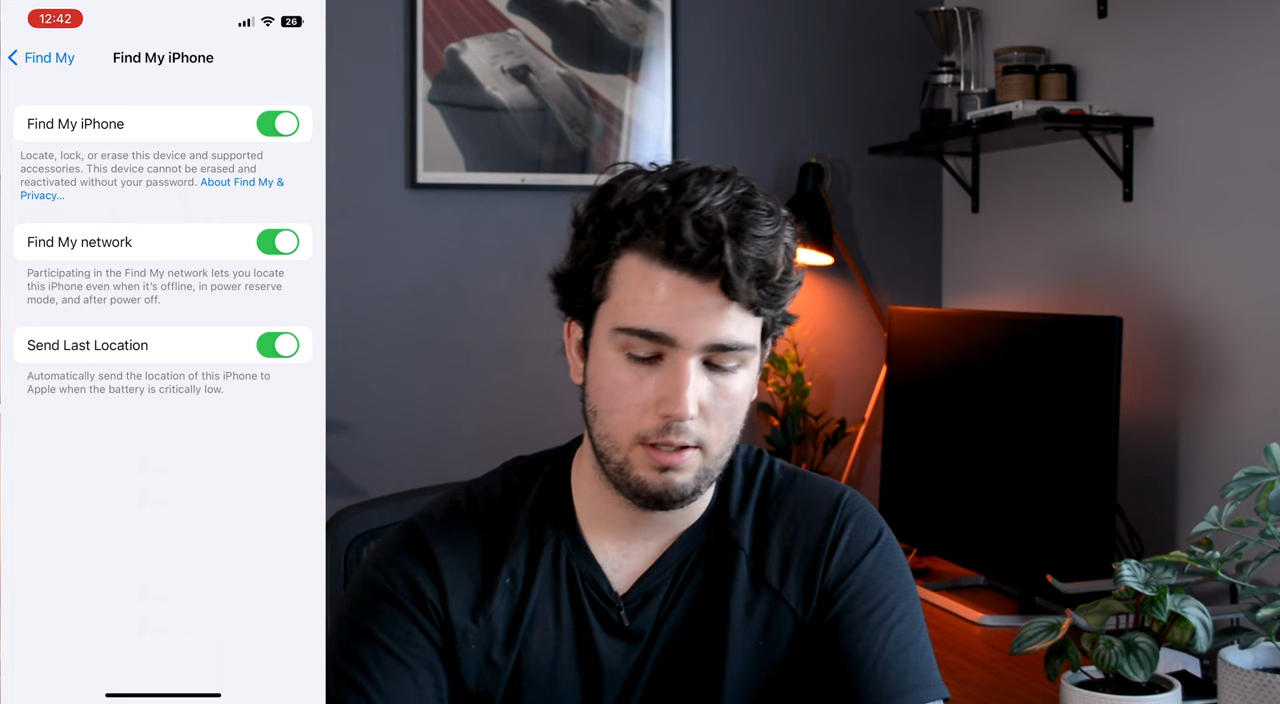 12:42
26
Find My
Find My iPhone
Find My iPhone
Locate, lock, or erase this device and supported
accessories. This device cannot be erased and
reactivated without your password. About Find My &
Privacy...
Find My network
Participating in the Find My network lets you locate
this iPhone even when it's offline, in power reserve
mode, and after power off.
Send Last Location
Automatically send the location of this iPhone to
Apple when the battery is critically low.